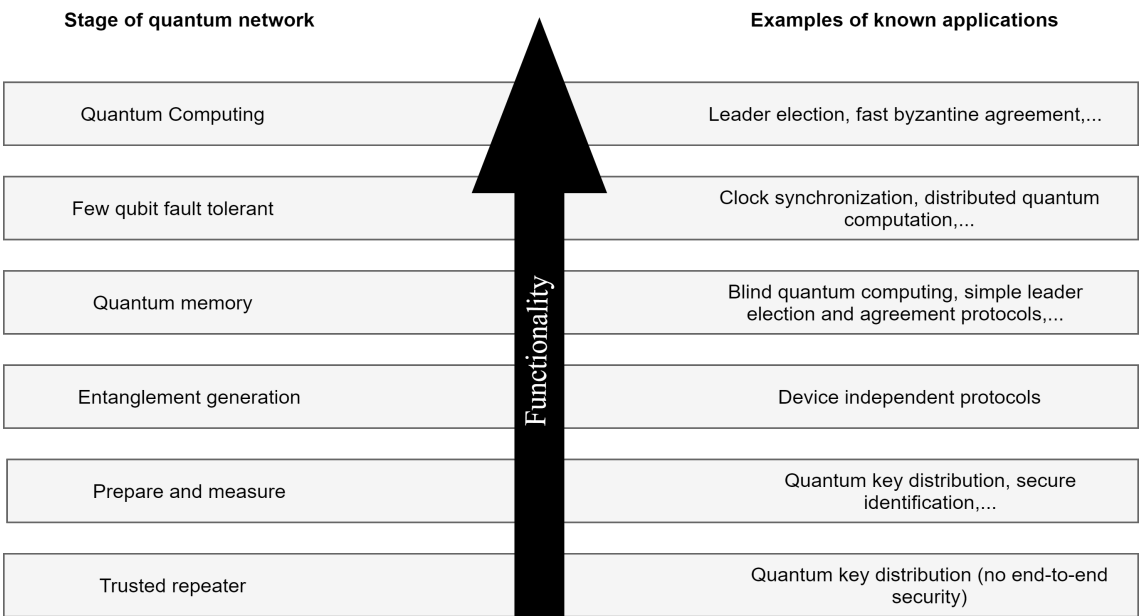 Stage of quantum network
Examples of known applications
Quantum Computing
Leader election, fast byzantine agreement,...
Few qubit fault tolerant
Clock synchronization, distributed quantum
computation,...
Quantum memory
Blind quantum computing, simple leader
election and agreement protocols,...
Functionality
Entanglement generation
Device independent protocols
Prepare and measure
Quantum key distribution, secure
identification,...
Trusted repeater
Quantum key distribution (no end-to-end
security)